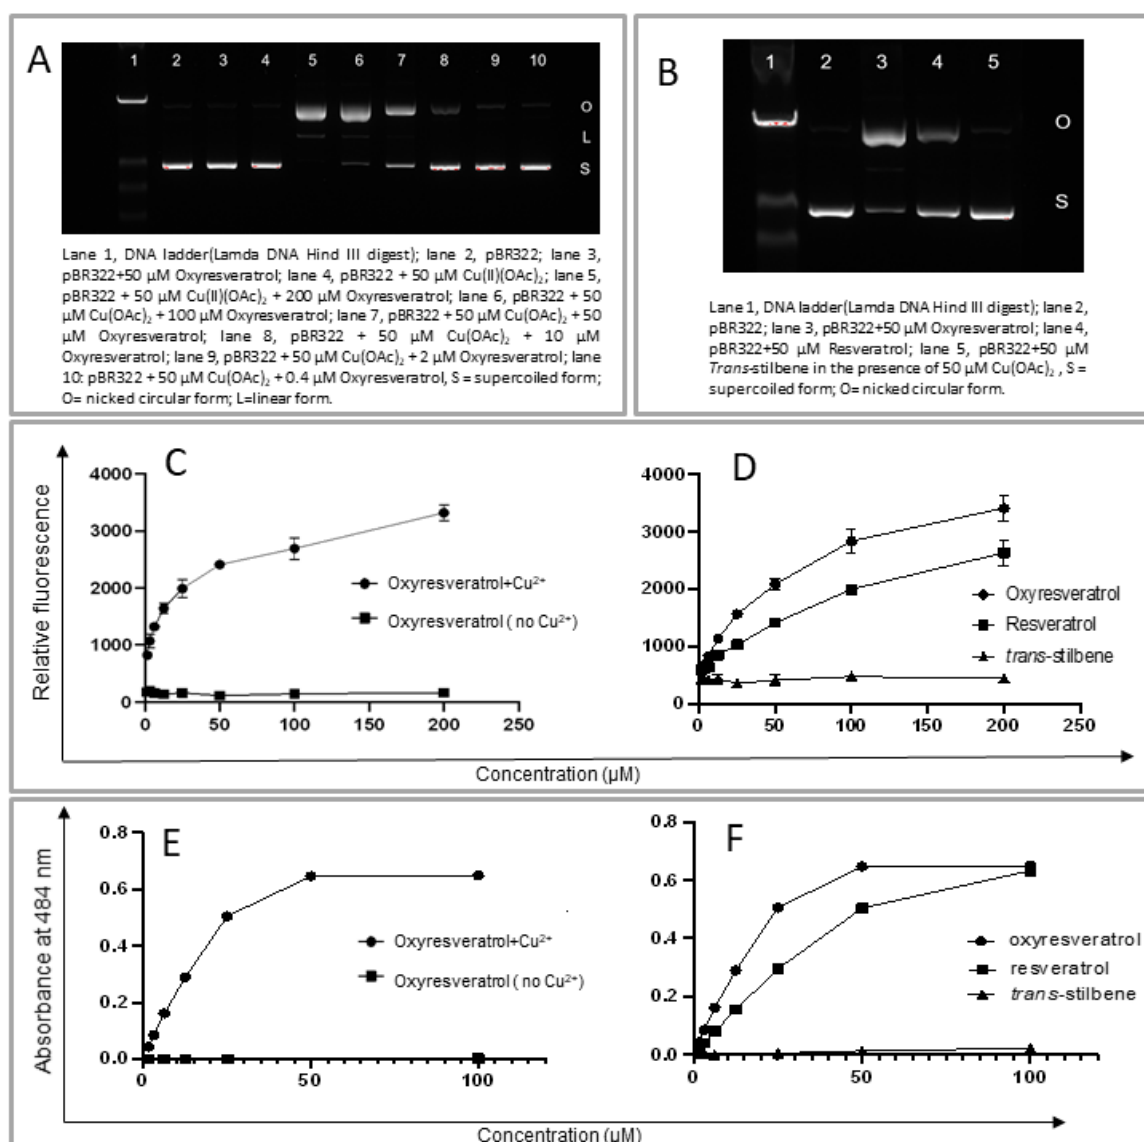 A
1 2 3 4 5 6 7 8 9 10
O
L
S
Lane 1, DNA ladder(Lamda DNA Hind III digest); lane 2, pBR322; lane 3,
pBR322+50 µM Oxyresveratrol; lane 4, pBR322 + 50 µM Cu(II)(OAc)₂; lane 5,
pBR322 + 50 µM Cu(II)(OAc)₂ + 200 µM Oxyresveratrol; lane 6, pBR322 + 50
µM Cu(OAc)₂ + 100 µM Oxyresveratrol; lane 7, pBR322 + 50 µM Cu(OAc)₂ + 50
µM Oxyresveratrol; lane 8, pBR322 + 50 µM Cu(OAc)₂ + 10 µM
Oxyresveratrol; lane 9, pBR322 + 50 µM Cu(OAc)₂ + 2 µM Oxyresveratrol; lane
10: pBR322 + 50 µM Cu(OAc)₂ + 0.4 µM Oxyresveratrol, S = supercoiled form;
O= nicked circular form; L=linear form.
B
1 2 3 4 5
O
S
Lane 1, DNA ladder(Lamda DNA Hind III digest); lane 2,
pBR322; lane 3, pBR322+50 µM Oxyresveratrol; lane 4,
pBR322+50 µM Resveratrol; lane 5, pBR322+50 µM
Trans-stilbene in the presence of 50 µM Cu(OAc)₂ , S =
supercoiled form; O= nicked circular form.
Relative fluorescence
C
4000
3000
2000
1000
0
0 50 100 150 200 250
Oxyresveratrol+Cu²⁺
Oxyresveratrol ( no Cu²⁺)
D
4000
3000
2000
1000
0
0 50 100 150 200 250
Oxyresveratrol
Resveratrol
trans-stilbene
Concentration (µM)
Absorbance at 484 nm
E
0.8
0.6
0.4
0.2
0.0
0 50 100
Oxyresveratrol+Cu²⁺
Oxyresveratrol ( no Cu²⁺)
F
0.8
0.6
0.4
0.2
0.0
0 50 100
oxyresveratrol
resveratrol
trans-stilbene
Concentration (µM)